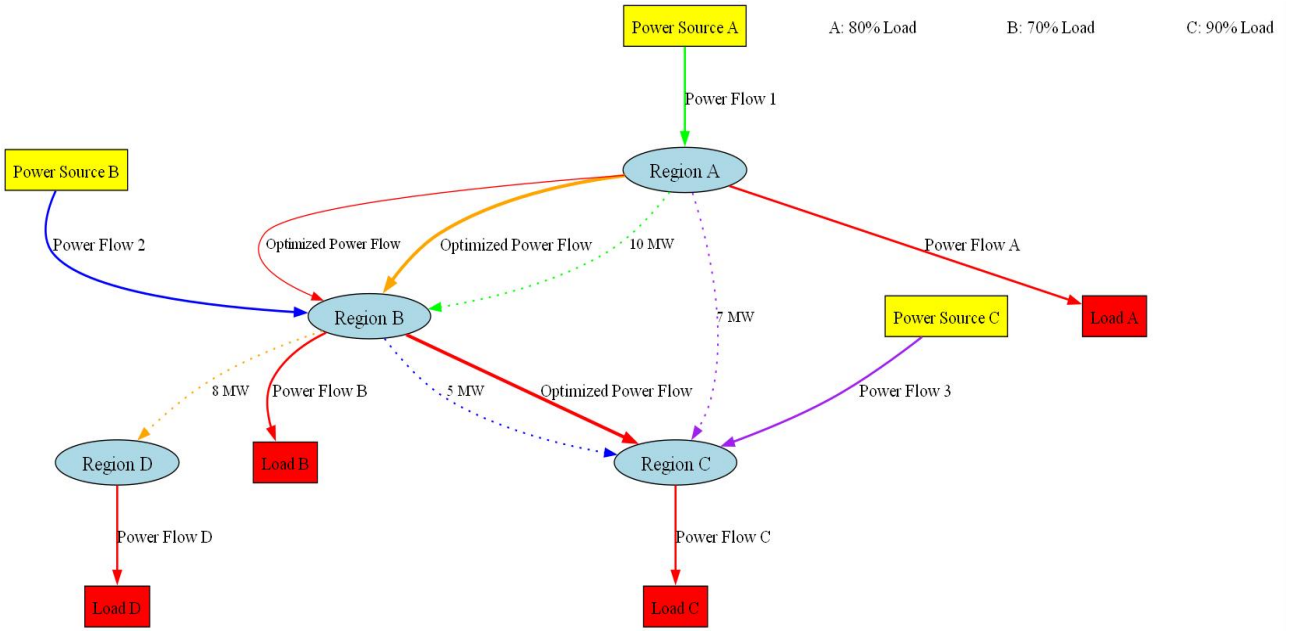 Power Source A
A: 80% Load
B: 70% Load
C: 90% Load
Power Flow 1
Power Source B
Region A
Power Flow 2
Optimized Power Flow
Optimized Power Flow
10 MW
Power Flow A
Region B
7 MW
Power Source C
Load A
8 MW
Power Flow B
5 MW
Optimized Power Flow
Power Flow 3
Region D
Load B
Region C
Power Flow D
Power Flow C
Load D
Load C